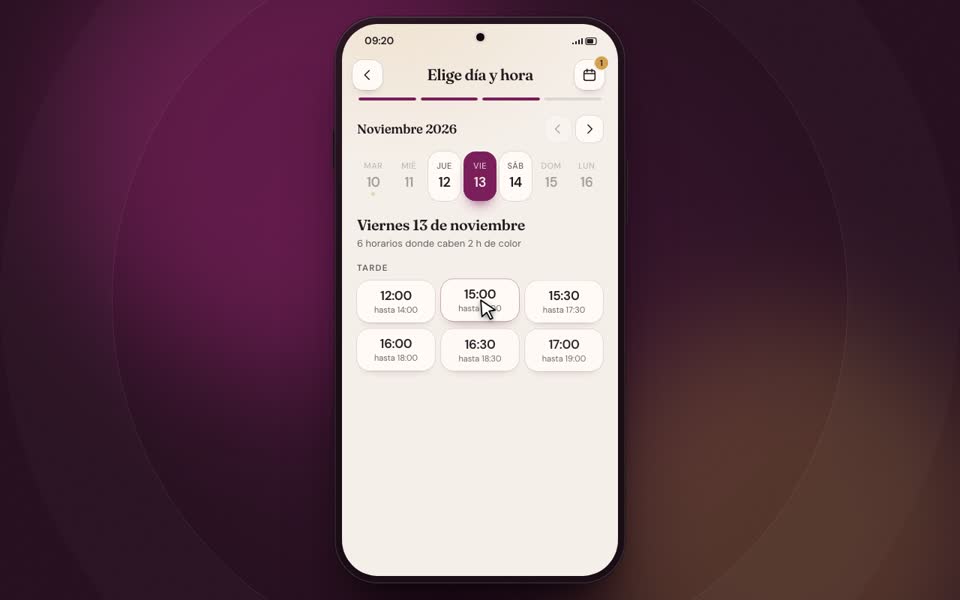 09:20
Elige día y hora
1
Noviembre 2026
MAR MIÉ JUE VIE SÁB DOM LUN
10 11 12 13 14 15 16
Viernes 13 de noviembre
6 horarios donde caben 2 h de color
TARDE
12:00 15:00 15:30
hasta 14:00 hasta hasta 17:30
16:00 16:30 17:00
hasta 18:00 hasta 18:30 hasta 19:00